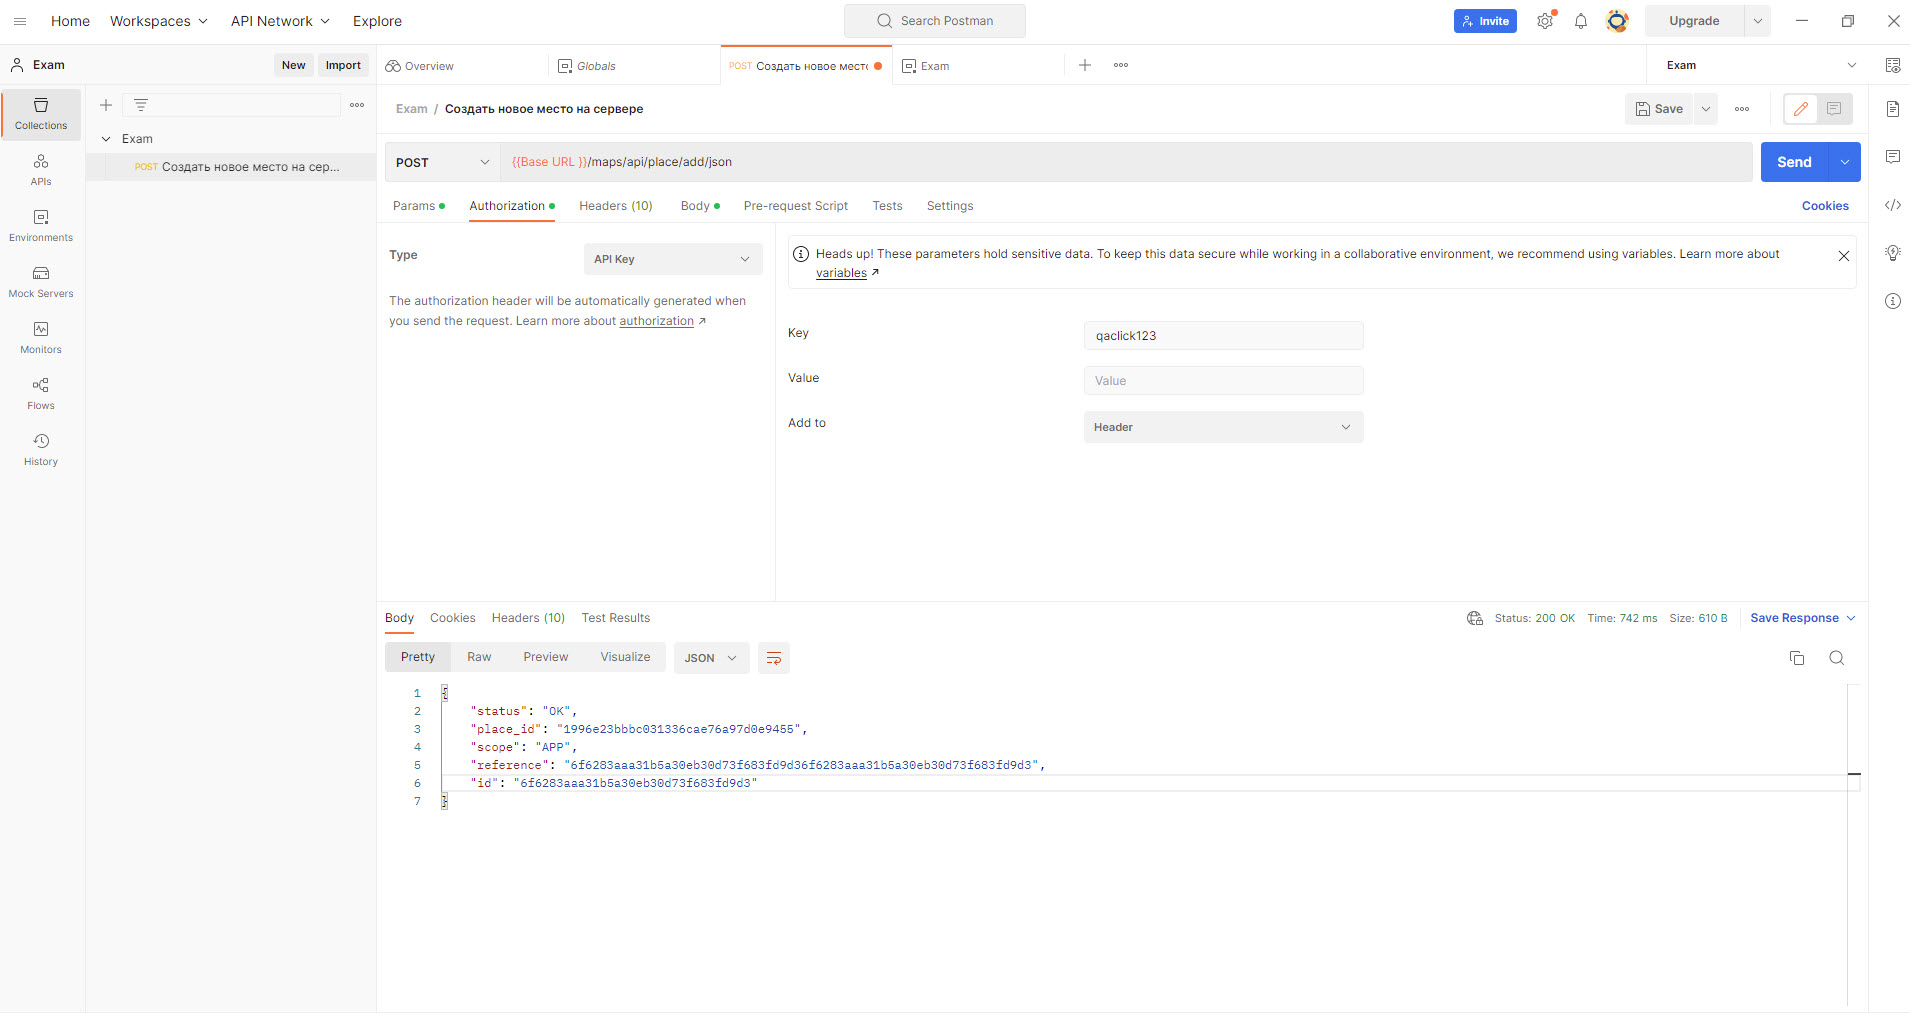 Home Workspaces API Network Explore Search Postman Invite Upgrade
Exam New Import Overview Globals POST Создать новое местс Exam Exam
Collections
APIs
Environments
Mock Servers
Monitors
Flows
History
Exam
POST Создать новое место на сер...
Exam / Создать новое место на сервере Save
POST {{Base URL }}/maps/api/place/add/json Send
Params Authorization Headers (10) Body Pre-request Script Tests Settings Cookies
Type API Key
The authorization header will be automatically generated when
you send the request. Learn more about authorization ↗
Heads up! These parameters hold sensitive data. To keep this data secure while working in a collaborative environment, we recommend using variables. Learn more about
variables ↗
Key qaclick123
Value Value
Add to Header
Body Cookies Headers (10) Test Results Status: 200 OK Time: 742 ms Size: 610 B Save Response
Pretty Raw Preview Visualize JSON
1 {
2 "status": "OK",
3 "place_id": "1996e23bbbc031336cae76a97d0e9455",
4 "scope": "APP",
5 "reference": "6f6283aaa31b5a30eb30d73f683fd9d36f6283aaa31b5a30eb30d73f683fd9d3",
6 "id": "6f6283aaa31b5a30eb30d73f683fd9d3"
7 }